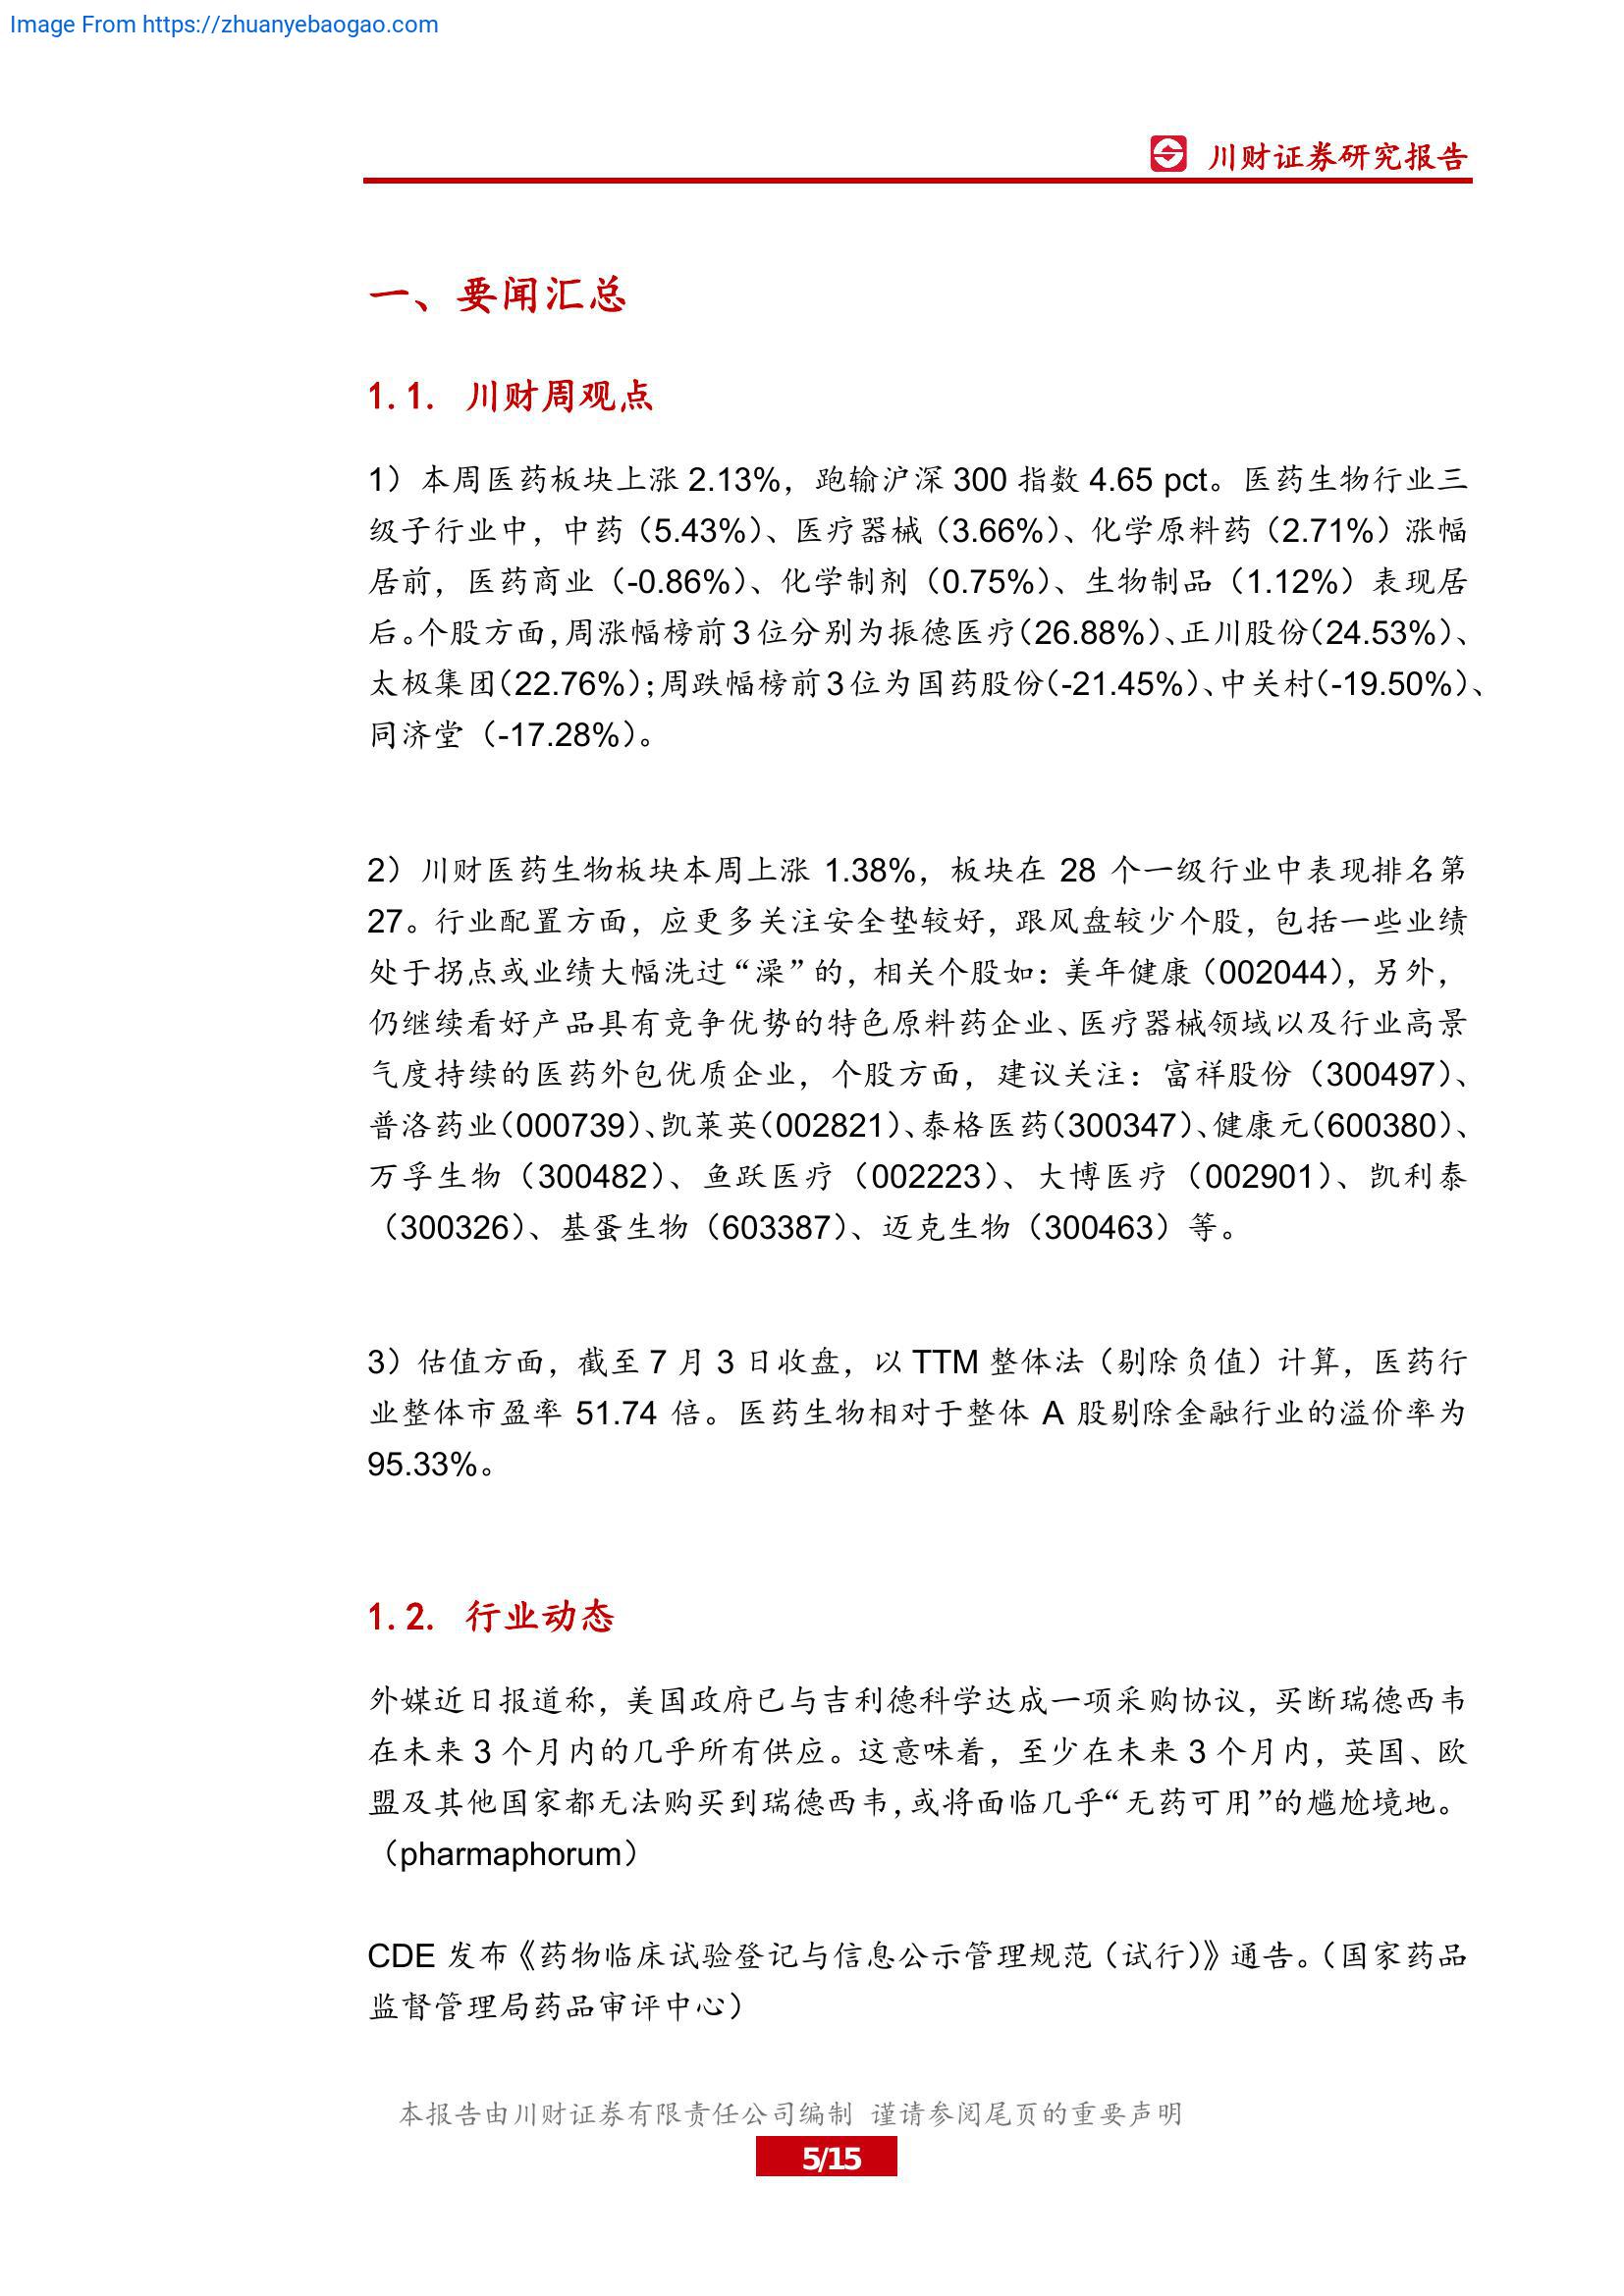 Image From https://zhuanyebaogao.com
川财证券研究报告
一、要闻汇总
1.1. 川财周观点
1）本周医药板块上涨 2.13%，跑输沪深 300 指数 4.65 pct。医药生物行业三
级子行业中，中药（5.43%）、医疗器械（3.66%）、化学原料药（2.71%）涨幅
居前，医药商业（-0.86%）、化学制剂（0.75%）、生物制品（1.12%）表现居
后。个股方面，周涨幅榜前 3 位分别为振德医疗（26.88%）、正川股份（24.53%）、
太极集团（22.76%）；周跌幅榜前 3 位为国药股份（-21.45%）、中关村（-19.50%）、
同济堂（-17.28%）。
2）川财医药生物板块本周上涨 1.38%，板块在 28 个一级行业中表现排名第
27。行业配置方面，应更多关注安全垫较好，跟风盘较少个股，包括一些业绩
处于拐点或业绩大幅洗过“澡”的，相关个股如：美年健康（002044），另外，
仍继续看好产品具有竞争优势的特色原料药企业、医疗器械领域以及行业高景
气度持续的医药外包优质企业，个股方面，建议关注：富祥股份（300497）、
普洛药业（000739）、凯莱英（002821）、泰格医药（300347）、健康元（600380）、
万孚生物（300482）、鱼跃医疗（002223）、大博医疗（002901）、凯利泰
（300326）、基蛋生物（603387）、迈克生物（300463）等。
3）估值方面，截至 7 月 3 日收盘，以 TTM 整体法（剔除负值）计算，医药行
业整体市盈率 51.74 倍。医药生物相对于整体 A 股剔除金融行业的溢价率为
95.33%。
1.2. 行业动态
外媒近日报道称，美国政府已与吉利德科学达成一项采购协议，买断瑞德西韦
在未来 3 个月内的几乎所有供应。这意味着，至少在未来 3 个月内，英国、欧
盟及其他国家都无法购买到瑞德西韦，或将面临几乎“无药可用”的尴尬境地。
（pharmaphorum）
CDE 发布《药物临床试验登记与信息公示管理规范（试行）》通告。（国家药品
监督管理局药品审评中心）
本报告由川财证券有限责任公司编制 谨请参阅尾页的重要声明
5/15